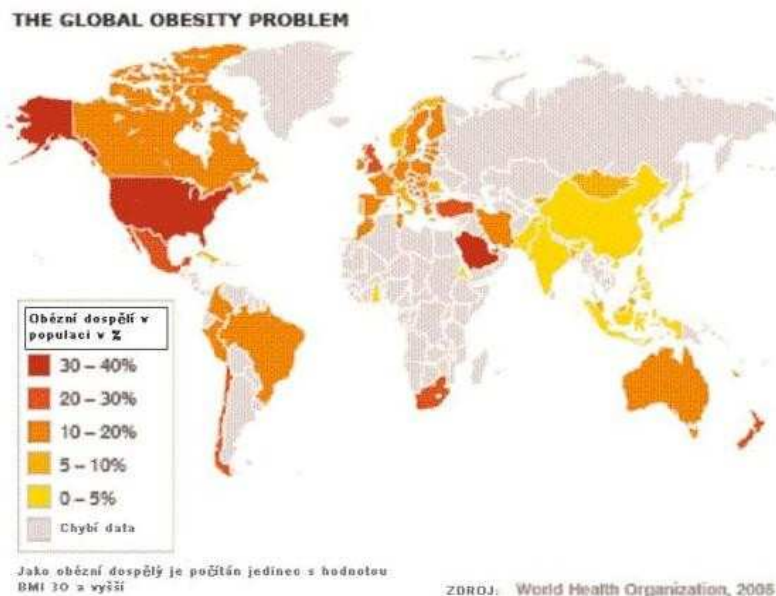 THE GLOBAL OBESITY PROBLEM
Obézní dospělí v
populaci v %
30 – 40%
20 – 30%
10 – 20%
5 – 10%
0 – 5%
Chybí data
Jako obézní dospělý je počítán jedinec s hodnotou
BMI 30 a vyšší
ZDROJ: World Health Organization,